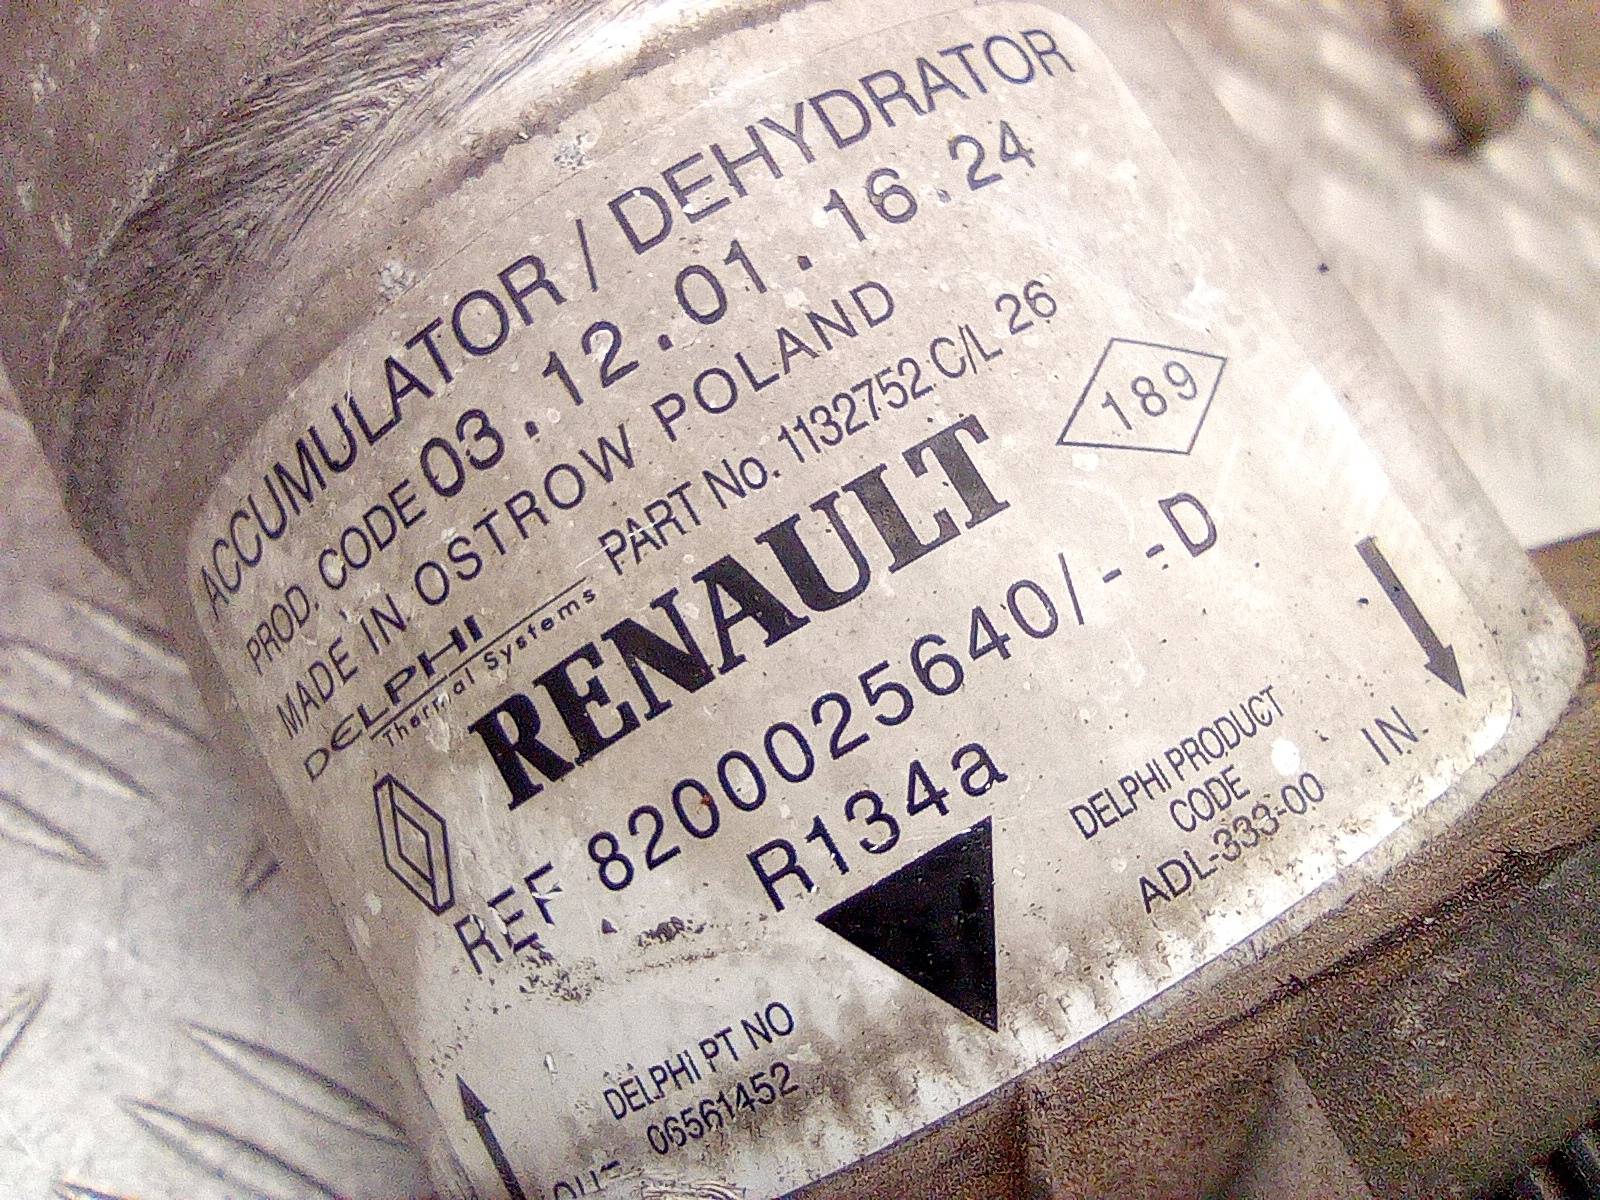 ACCUMULATOR / DEHYDRATOR
PROD. CODE 03 . 12 . 01 . 16 . 24
MADE IN OSTROW POLAND
DELPHI
Thermal Systems
PART No. 1132752 C/L 26
RENAULT
189
REF 8200025640/- -D
R134a
DELPHI PRODUCT
CODE
ADL-333-00
IN
DELPHI PT NO
06561452